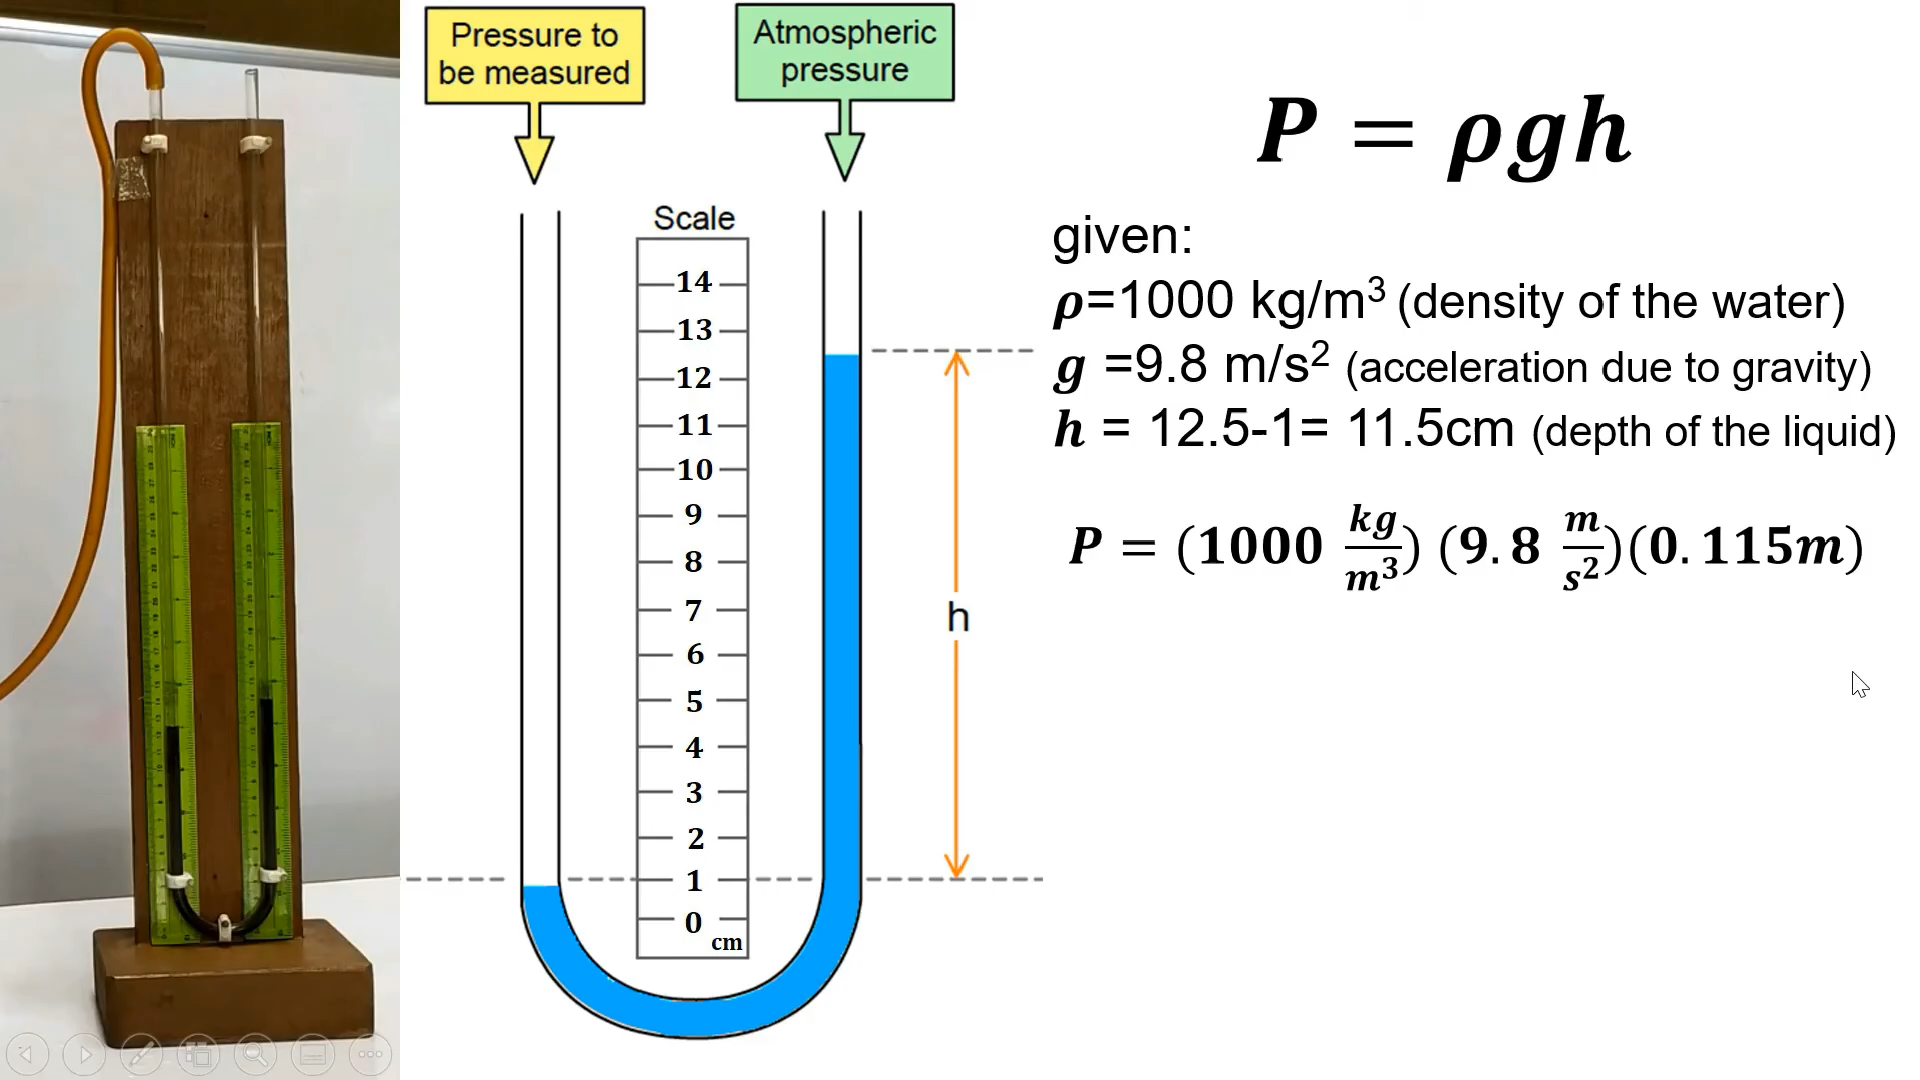 Pressure to
be measured
Atmospheric
pressure
Scale
14
13
12
11
10
9
8
7
6
5
4
3
2
1
0
cm
h
P = ρgh
given:
ρ=1000 kg/m³ (density of the water)
g =9.8 m/s² (acceleration due to gravity)
h = 12.5-1= 11.5cm (depth of the liquid)
P = (1000 kg/m³) (9.8 m/s²)(0.115m)